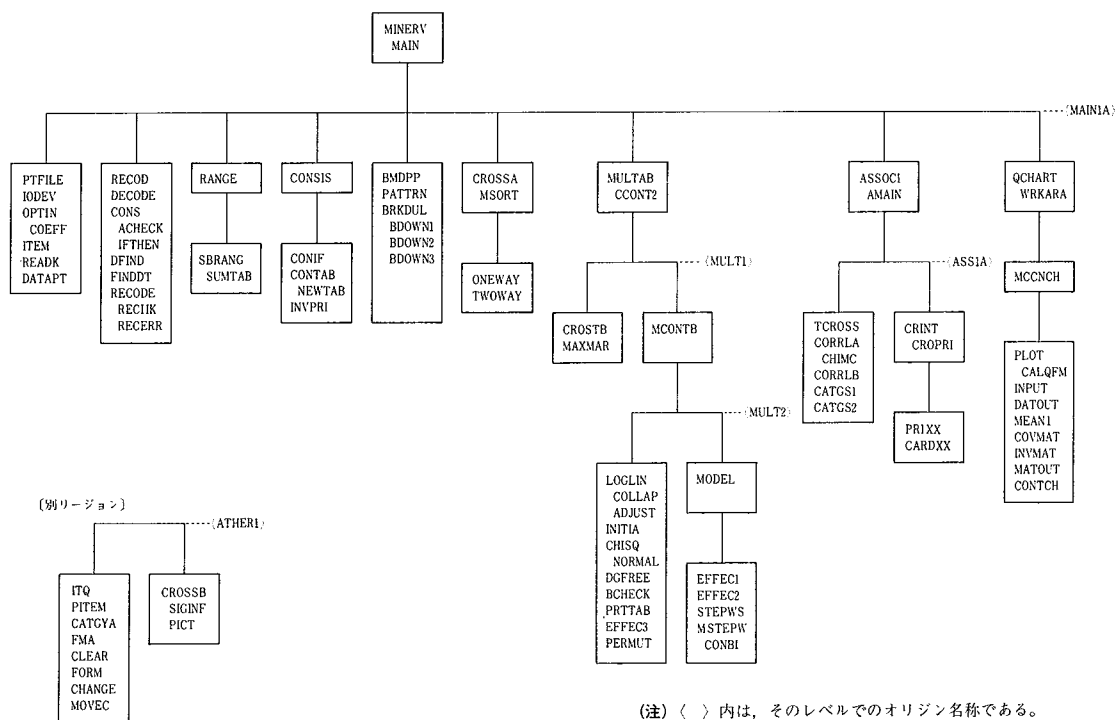 MINERV
MAIN
〈MAIN1A〉
PTFILE
IODEV
OPTIN
COEFF
ITEM
READK
DATAPT
RECOD
DECODE
CONS
ACHECK
IFTHEN
DFIND
FINDDT
RECODE
RECIIK
RECERR
RANGE
SBRANG
SUMTAB
CONSIS
CONIF
CONTAB
NEWTAB
INVPRI
BMDPP
PATTRN
BRKDUL
BDOWN1
BDOWN2
BDOWN3
CROSSA
MSORT
ONEWAY
TWOWAY
MULTAB
CCONT2
〈MULT1〉
CROSTB
MAXMAR
MCONTB
〈MULT2〉
LOGLIN
COLLAP
ADJUST
INITIA
CHISQ
NORMAL
DGFREE
BCHECK
PRTTAB
EFFEC3
PERMUT
MODEL
EFFEC1
EFFEC2
STEPWS
MSTEPW
CONBI
ASSOC1
AMAIN
〈ASS1A〉
TCROSS
CORRLA
CHIMC
CORRLB
CATGS1
CATGS2
CRINT
CROPRI
PRIXX
CARDXX
QCHART
WRKARA
MCCNCH
PLOT
CALQFM
INPUT
DATOUT
MEAN1
COVMAT
INVMAT
MATOUT
CONTCH
〔別リージョン〕
〈ATHER1〉
ITQ
PITEM
CATGYA
FMA
CLEAR
FORM
CHANGE
MOVEC
CROSSB
SIGINF
PICT
(注) 〈 〉内は，そのレベルでのオリジン名称である。